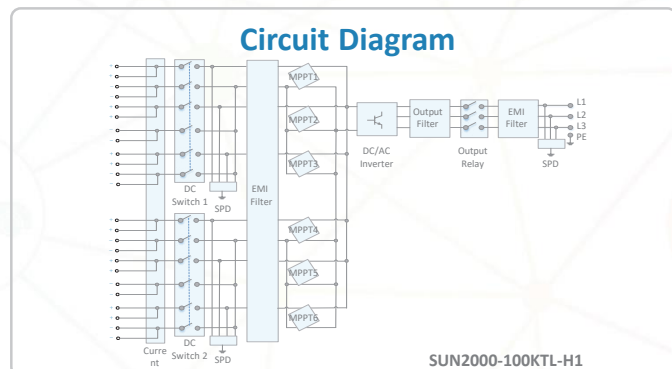 Circuit Diagram
MPPT1
MPPT2
MPPT3
MPPT4
MPPT5
MPPT6
DC
Switch 1
SPD
EMI
Filter
DC/AC
Inverter
Output
Filter
Output
Relay
EMI
Filter
L1
L2
L3
PE
SPD
DC
Switch 2
SPD
Curre
nt
SUN2000-100KTL-H1